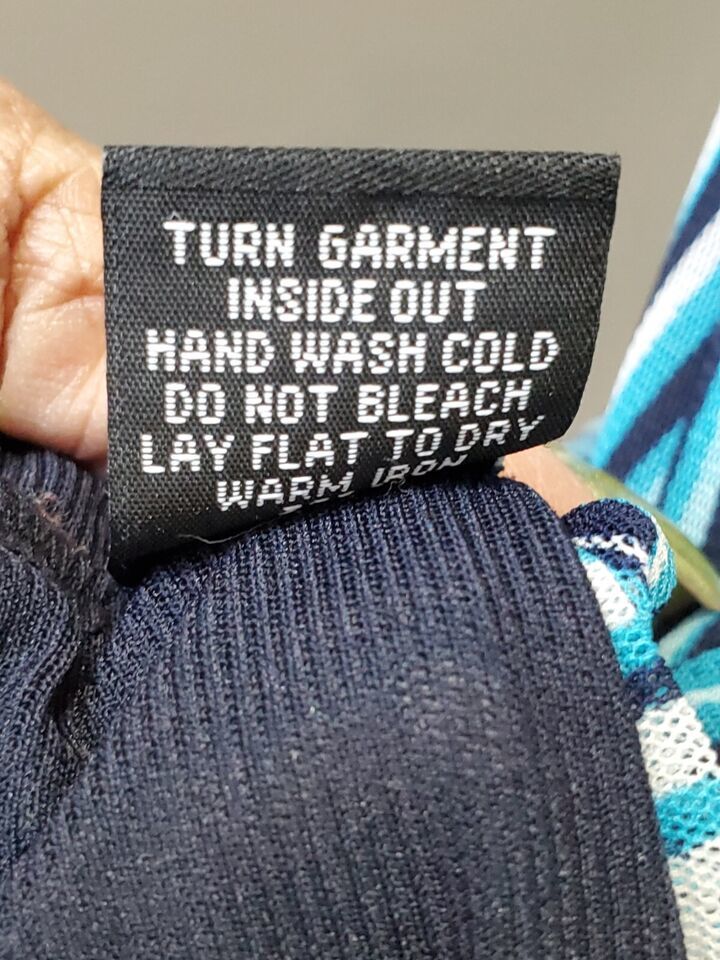 TURN GARMENT
INSIDE OUT
HAND WASH COLD
DO NOT BLEACH
LAY FLAT TO DRY
WARM IRON